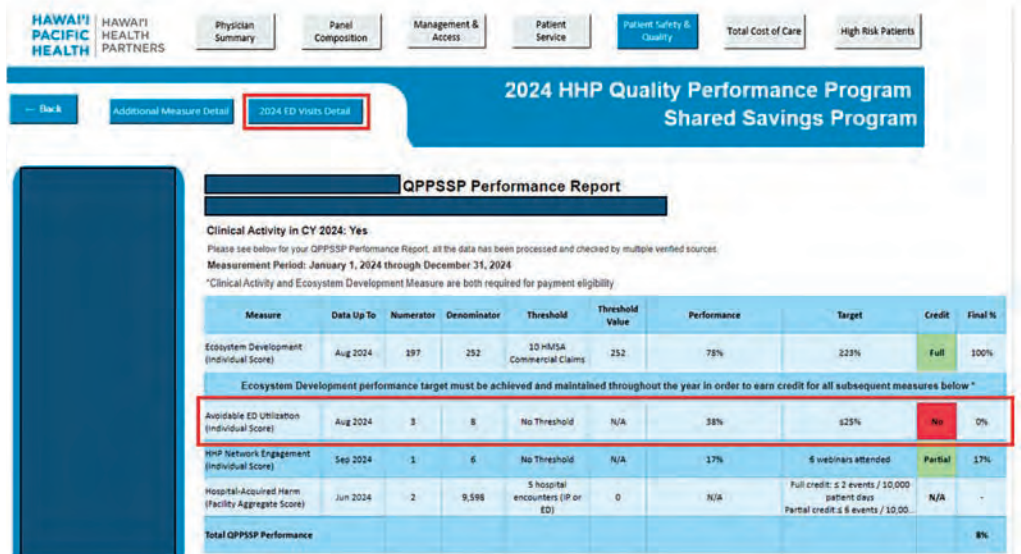 HAWAI'I PACIFIC HEALTH | HAWAI'I HEALTH PARTNERS
Physician Summary
Panel Composition
Management & Access
Patient Service
Patient Safety & Quality
Total Cost of Care
High Risk Patients
← Back
Additional Measure Detail
2024 ED Visits Detail
2024 HHP Quality Performance Program
Shared Savings Program
QPPSSP Performance Report
Clinical Activity in CY 2024: Yes
Please see below for your QPPSSP Performance Report, all the data has been processed and checked by multiple verified sources.
Measurement Period: January 1, 2024 through December 31, 2024
*Clinical Activity and Ecosystem Development Measure are both required for payment eligibility
Measure Data Up To Numerator Denominator Threshold Threshold Value Performance Target Credit Final %
Ecosystem Development (Individual Score) Aug 2024 197 252 10 HMSA Commercial Claims 252 78% ≥23% Full 100%
Ecosystem Development performance target must be achieved and maintained throughout the year in order to earn credit for all subsequent measures below *
Avoidable ED Utilization (Individual Score) Aug 2024 3 8 No Threshold N/A 38% ≤25% No 0%
HHP Network Engagement (Individual Score) Sep 2024 1 6 No Threshold N/A 17% 6 webinars attended Partial 17%
Hospital-Acquired Harm (Facility Aggregate Score) Jun 2024 2 9,598 5 hospital encounters (IP or ED) 0 N/A Full credit: ≤ 2 events / 10,000 patient days Partial credit: ≤ 6 events / 10,00... N/A -
Total QPPSSP Performance 8%